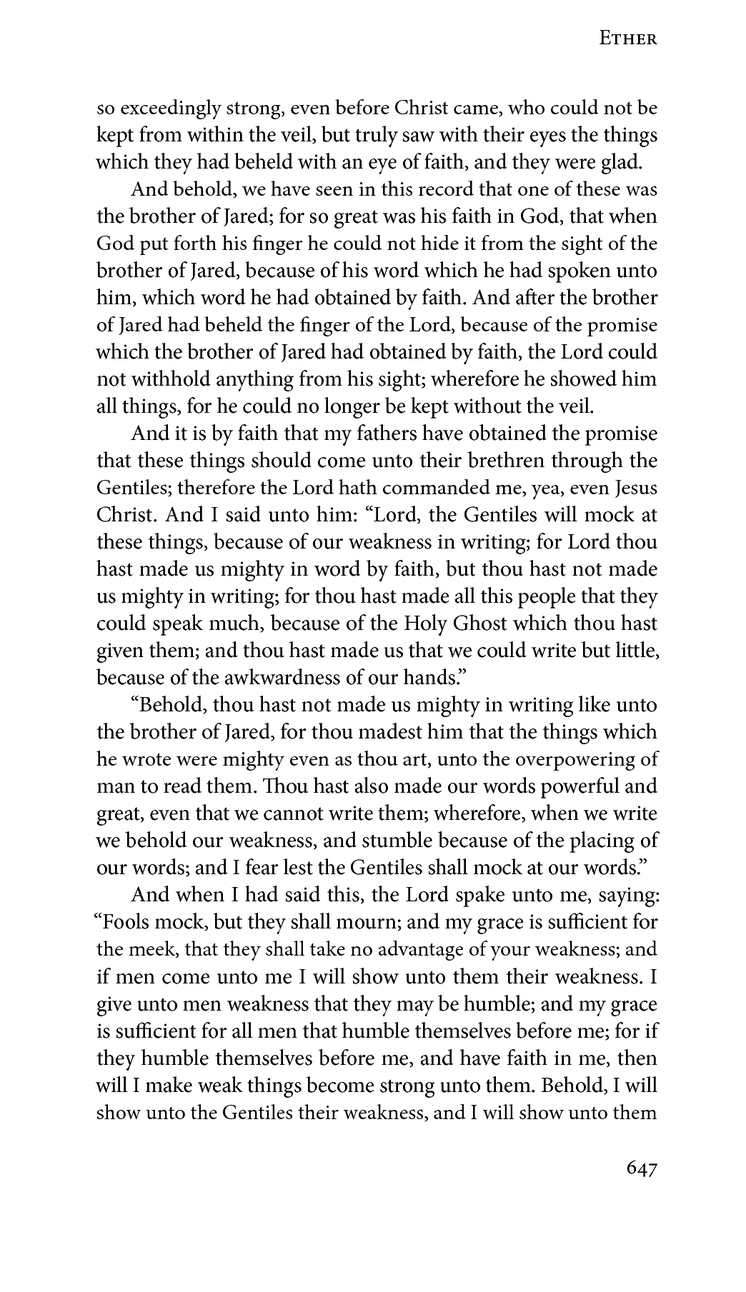 Ether
so exceedingly strong, even before Christ came, who could not be
kept from within the veil, but truly saw with their eyes the things
which they had beheld with an eye of faith, and they were glad.
And behold, we have seen in this record that one of these was
the brother of Jared; for so great was his faith in God, that when
God put forth his finger he could not hide it from the sight of the
brother of Jared, because of his word which he had spoken unto
him, which word he had obtained by faith. And after the brother
of Jared had beheld the finger of the Lord, because of the promise
which the brother of Jared had obtained by faith, the Lord could
not withhold anything from his sight; wherefore he showed him
all things, for he could no longer be kept without the veil.
And it is by faith that my fathers have obtained the promise
that these things should come unto their brethren through the
Gentiles; therefore the Lord hath commanded me, yea, even Jesus
Christ. And I said unto him: “Lord, the Gentiles will mock at
these things, because of our weakness in writing; for Lord thou
hast made us mighty in word by faith, but thou hast not made
us mighty in writing; for thou hast made all this people that they
could speak much, because of the Holy Ghost which thou hast
given them; and thou hast made us that we could write but little,
because of the awkwardness of our hands.”
“Behold, thou hast not made us mighty in writing like unto
the brother of Jared, for thou madest him that the things which
he wrote were mighty even as thou art, unto the overpowering of
man to read them. Thou hast also made our words powerful and
great, even that we cannot write them; wherefore, when we write
we behold our weakness, and stumble because of the placing of
our words; and I fear lest the Gentiles shall mock at our words.”
And when I had said this, the Lord spake unto me, saying:
“Fools mock, but they shall mourn; and my grace is sufficient for
the meek, that they shall take no advantage of your weakness; and
if men come unto me I will show unto them their weakness. I
give unto men weakness that they may be humble; and my grace
is sufficient for all men that humble themselves before me; for if
they humble themselves before me, and have faith in me, then
will I make weak things become strong unto them. Behold, I will
show unto the Gentiles their weakness, and I will show unto them
647